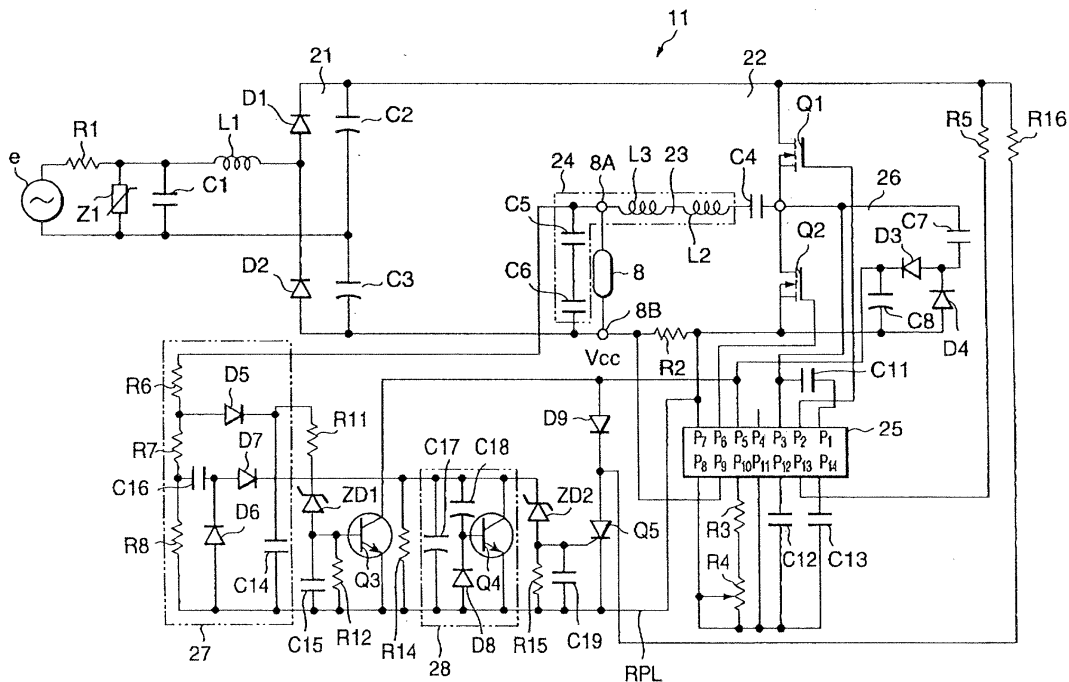 11
21
22
D1
C2
Q1
R5
R16
R1
L1
e
C1
Z1
24
8A
L3
23
C4
26
C5
C7
Q2
D3
L2
D2
C3
C6
8
8B
C8
D4
Vcc
R2
C11
R6
D5
R11
D9
P7 P6 P5 P4 P3 P2 P1
25
P8 P9 P10 P11 P12 P13 P14
R7
D7
C17
C18
C16
ZD1
ZD2
R3
D6
Q5
C12
C13
R8
Q3
Q4
R4
C14
C15
R12
R14
D8
R15
C19
27
28
RPL